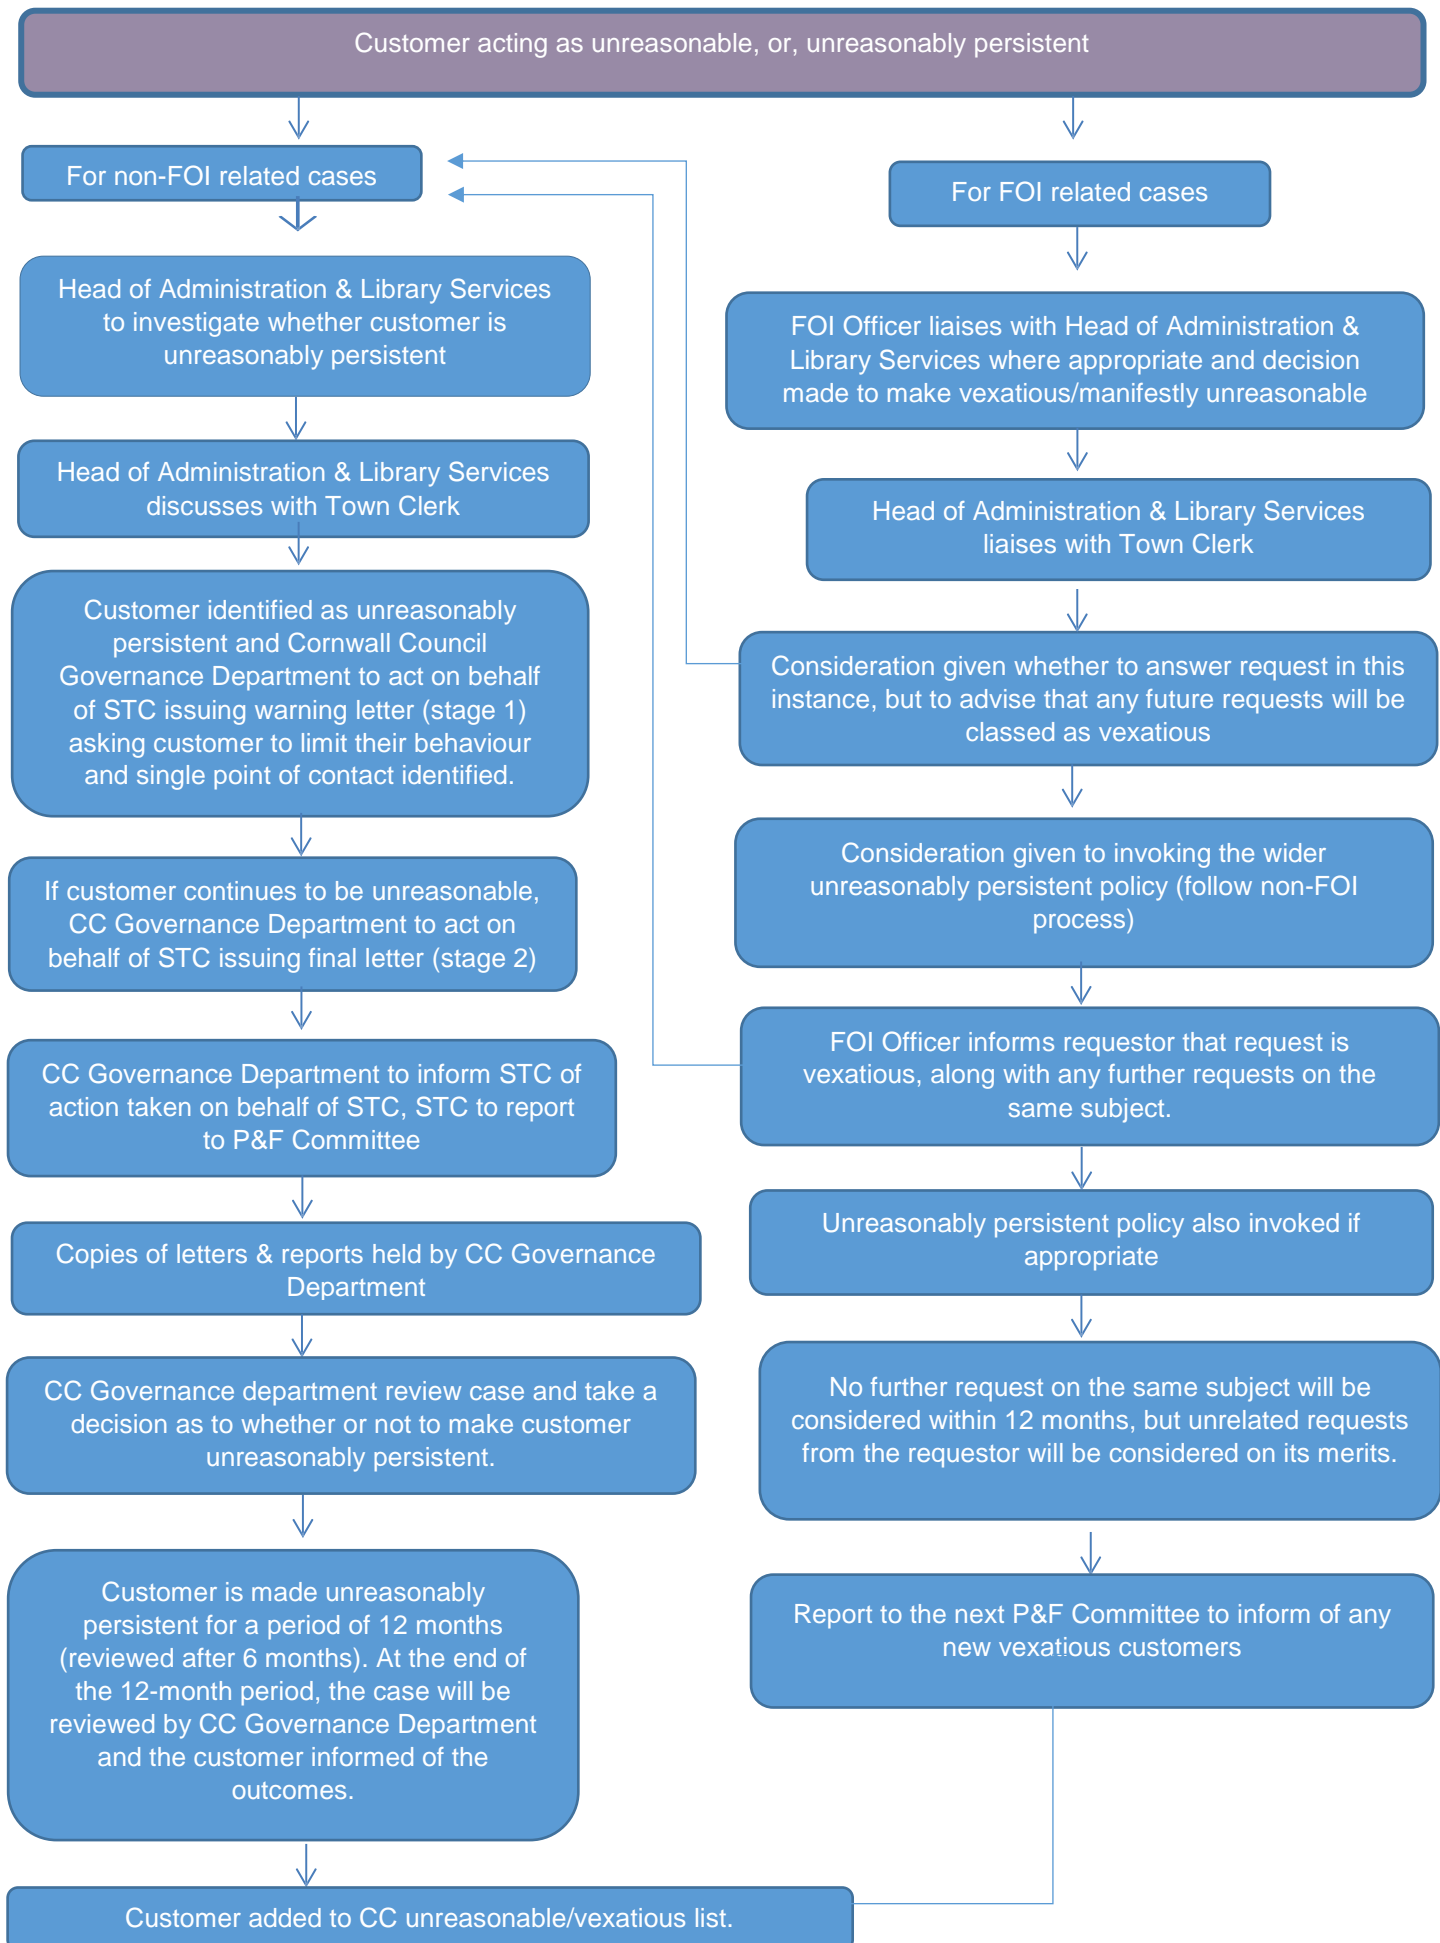 Customer acting as unreasonable, or, unreasonably persistent
For non-FOI related cases
Head of Administration & Library Services
to investigate whether customer is
unreasonably persistent
Head of Administration & Library Services
discusses with Town Clerk
Customer identified as unreasonably
persistent and Cornwall Council
Governance Department to act on behalf
of STC issuing warning letter (stage 1)
asking customer to limit their behaviour
and single point of contact identified.
If customer continues to be unreasonable,
CC Governance Department to act on
behalf of STC issuing final letter (stage 2)
CC Governance Department to inform STC of
action taken on behalf of STC, STC to report
to P&F Committee
Copies of letters & reports held by CC Governance
Department
CC Governance department review case and take a
decision as to whether or not to make customer
unreasonably persistent.
Customer is made unreasonably
persistent for a period of 12 months
(reviewed after 6 months). At the end of
the 12-month period, the case will be
reviewed by CC Governance Department
and the customer informed of the
outcomes.
Customer added to CC unreasonable/vexatious list.
For FOI related cases
FOI Officer liaises with Head of Administration &
Library Services where appropriate and decision
made to make vexatious/manifestly unreasonable
Head of Administration & Library Services
liaises with Town Clerk
Consideration given whether to answer request in this
instance, but to advise that any future requests will be
classed as vexatious
Consideration given to invoking the wider
unreasonably persistent policy (follow non-FOI
process)
FOI Officer informs requestor that request is
vexatious, along with any further requests on the
same subject.
Unreasonably persistent policy also invoked if
appropriate
No further request on the same subject will be
considered within 12 months, but unrelated requests
from the requestor will be considered on its merits.
Report to the next P&F Committee to inform of any
new vexatious customers